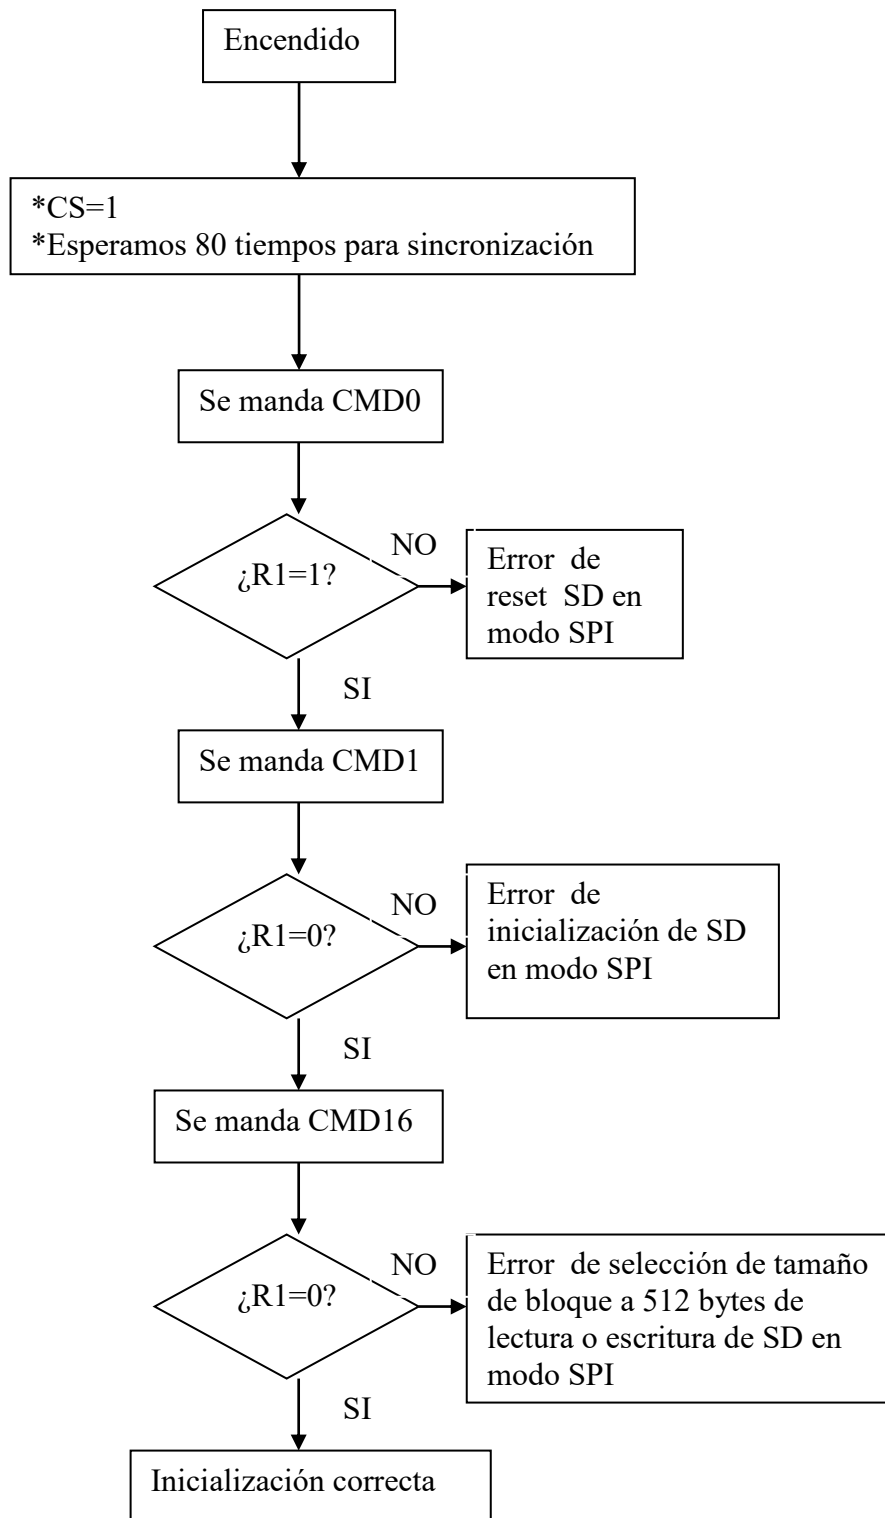 Encendido
*CS=1
*Esperamos 80 tiempos para sincronización
Se manda CMD0
¿R1=1?
NO
Error de
reset SD en
modo SPI
SI
Se manda CMD1
¿R1=0?
NO
Error de
inicialización de SD
en modo SPI
SI
Se manda CMD16
¿R1=0?
NO
Error de selección de tamaño
de bloque a 512 bytes de
lectura o escritura de SD en
modo SPI
SI
Inicialización correcta